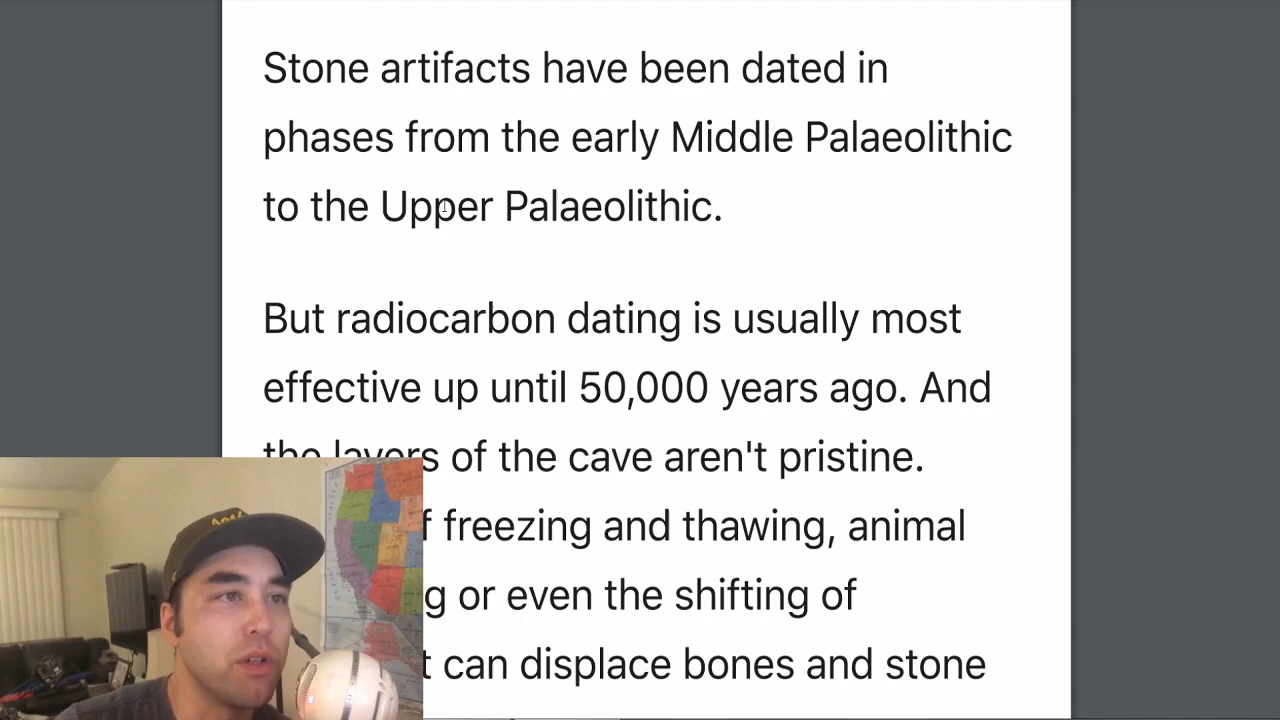 Stone artifacts have been dated in
phases from the early Middle Palaeolithic
to the Upper Palaeolithic.
But radiocarbon dating is usually most
effective up until 50,000 years ago. And
the layers of the cave aren't pristine.
freezing and thawing, animal
or even the shifting of
can displace bones and stone